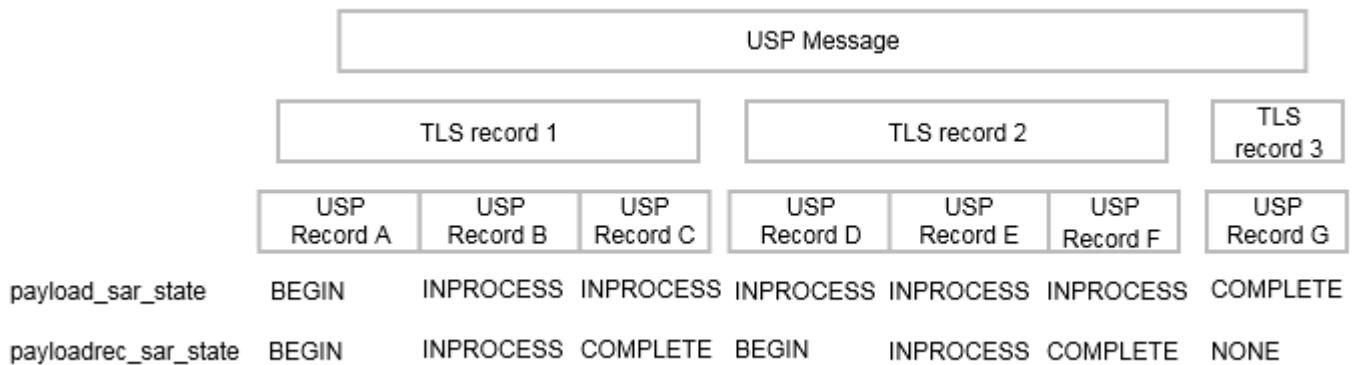 USP Message
TLS record 1
TLS record 2
TLS
record 3
USP
Record A
USP
Record B
USP
Record C
USP
Record D
USP
Record E
USP
Record F
USP
Record G
payload_sar_state BEGIN INPROCESS INPROCESS INPROCESS INPROCESS INPROCESS COMPLETE
payloadrec_sar_state BEGIN INPROCESS COMPLETE BEGIN INPROCESS COMPLETE NONE